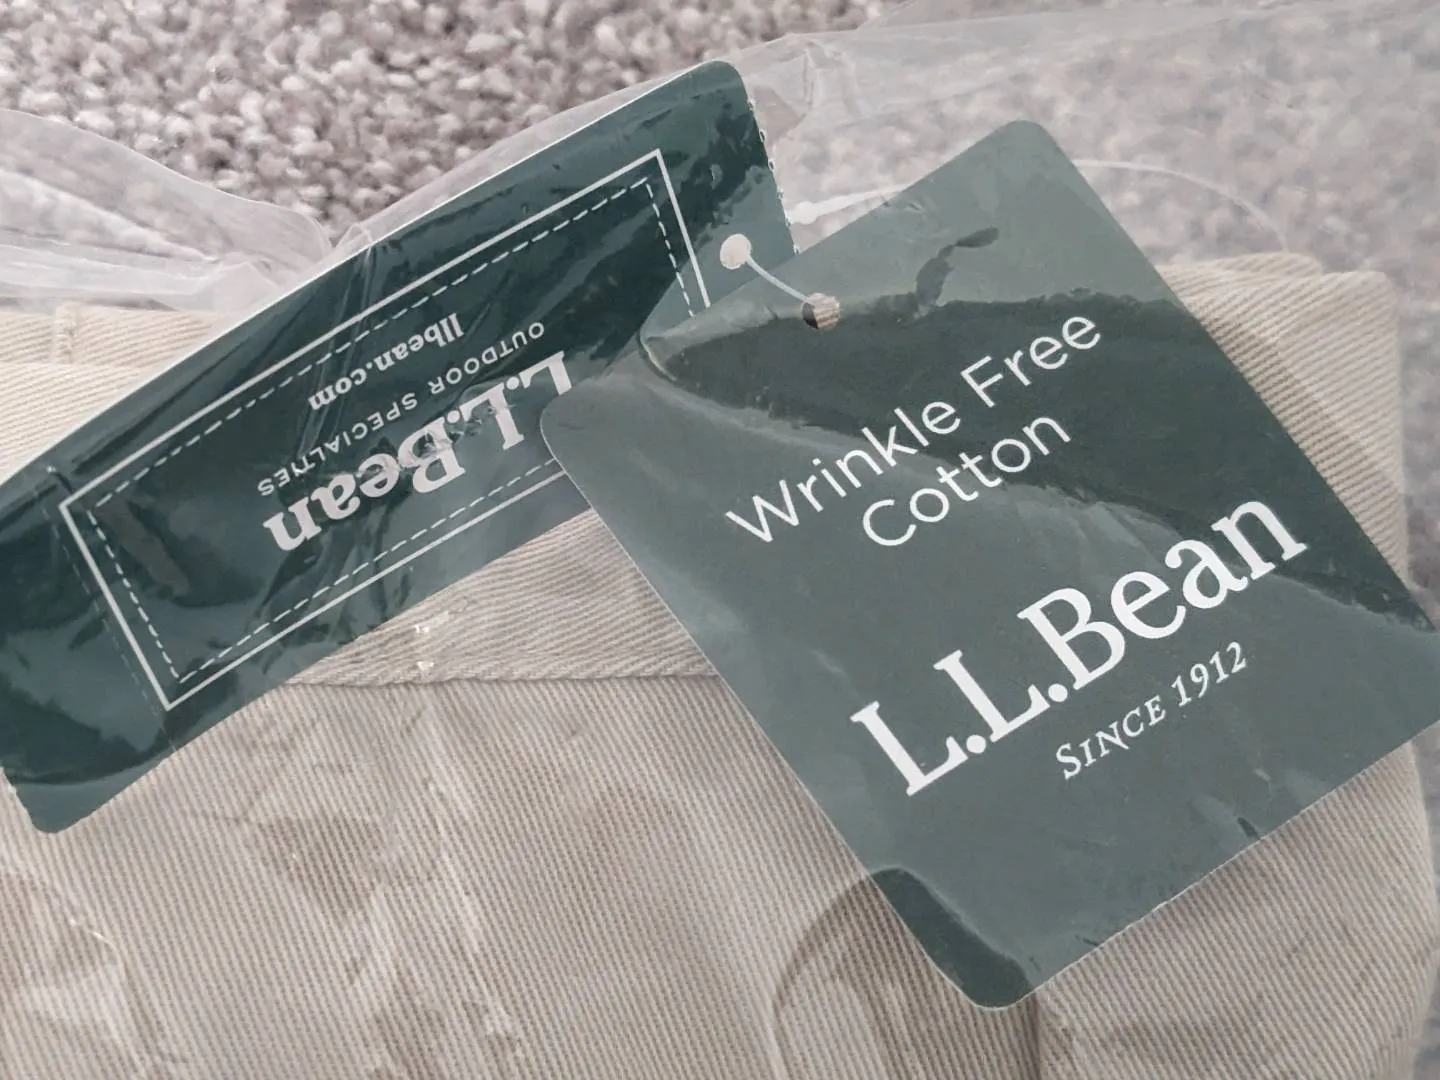 L.L.Bean
OUTDOOR SPECIALTIES
llbean.com
Wrinkle Free
Cotton
L.L.Bean
SINCE 1912